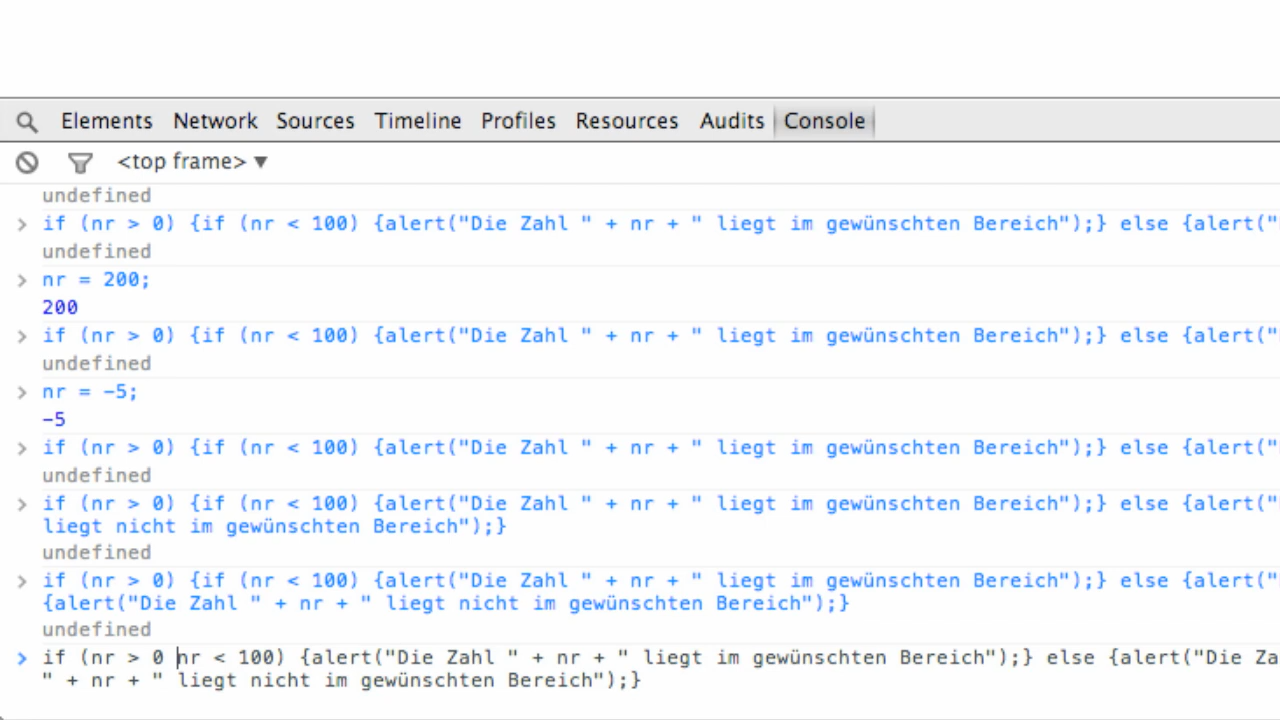 Elements Network Sources Timeline Profiles Resources Audits Console
<top frame> ▼
undefined
> if (nr > 0) {if (nr < 100) {alert("Die Zahl " + nr + " liegt im gewünschten Bereich");} else {alert("
undefined
> nr = 200;
200
> if (nr > 0) {if (nr < 100) {alert("Die Zahl " + nr + " liegt im gewünschten Bereich");} else {alert("
undefined
> nr = -5;
-5
> if (nr > 0) {if (nr < 100) {alert("Die Zahl " + nr + " liegt im gewünschten Bereich");} else {alert("
undefined
> if (nr > 0) {if (nr < 100) {alert("Die Zahl " + nr + " liegt im gewünschten Bereich");} else {alert("
liegt nicht im gewünschten Bereich");}
undefined
> if (nr > 0) {if (nr < 100) {alert("Die Zahl " + nr + " liegt im gewünschten Bereich");} else {alert("
{alert("Die Zahl " + nr + " liegt nicht im gewünschten Bereich");}
undefined
> if (nr > 0 nr < 100) {alert("Die Zahl " + nr + " liegt im gewünschten Bereich");} else {alert("Die Za
" + nr + " liegt nicht im gewünschten Bereich");}